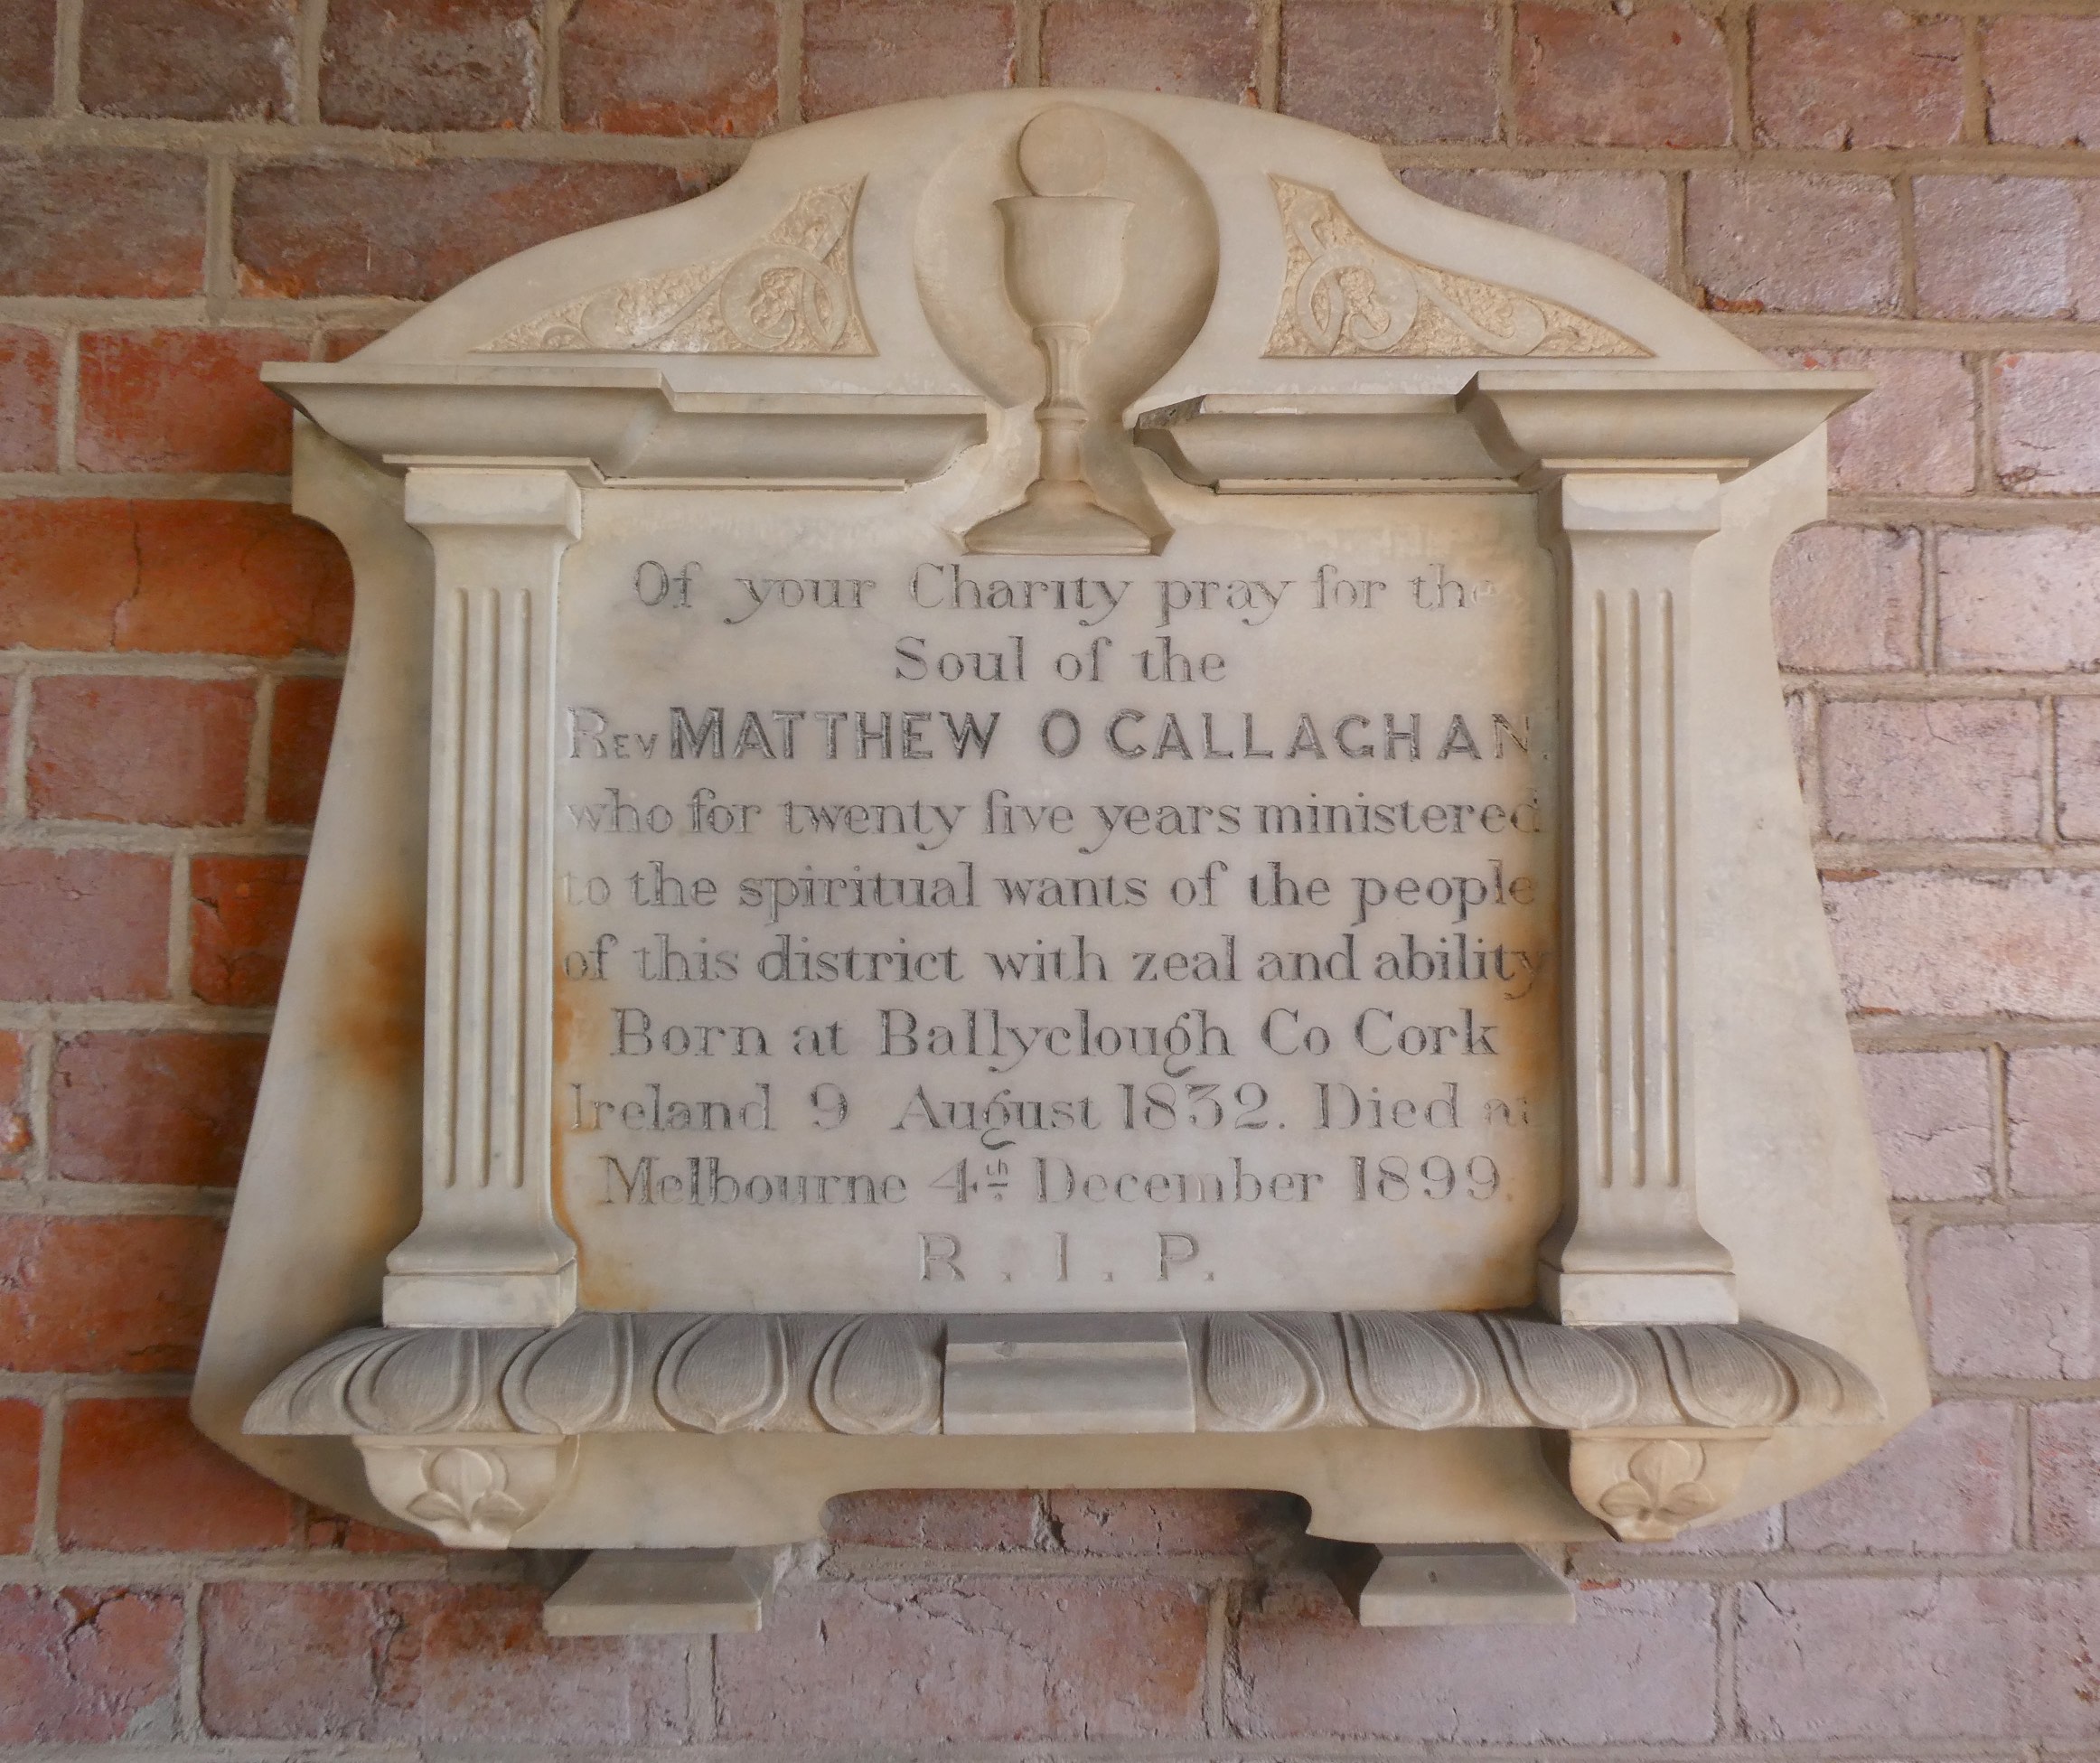 Of your Charity pray for the
Soul of the
REV MATTHEW O CALLAGHAN.
who for twenty five years ministered
to the spiritual wants of the people
of this district with zeal and ability
Born at Ballyclough Co Cork
Ireland 9 August 1832. Died at
Melbourne 4th December 1899.
R. I. P.